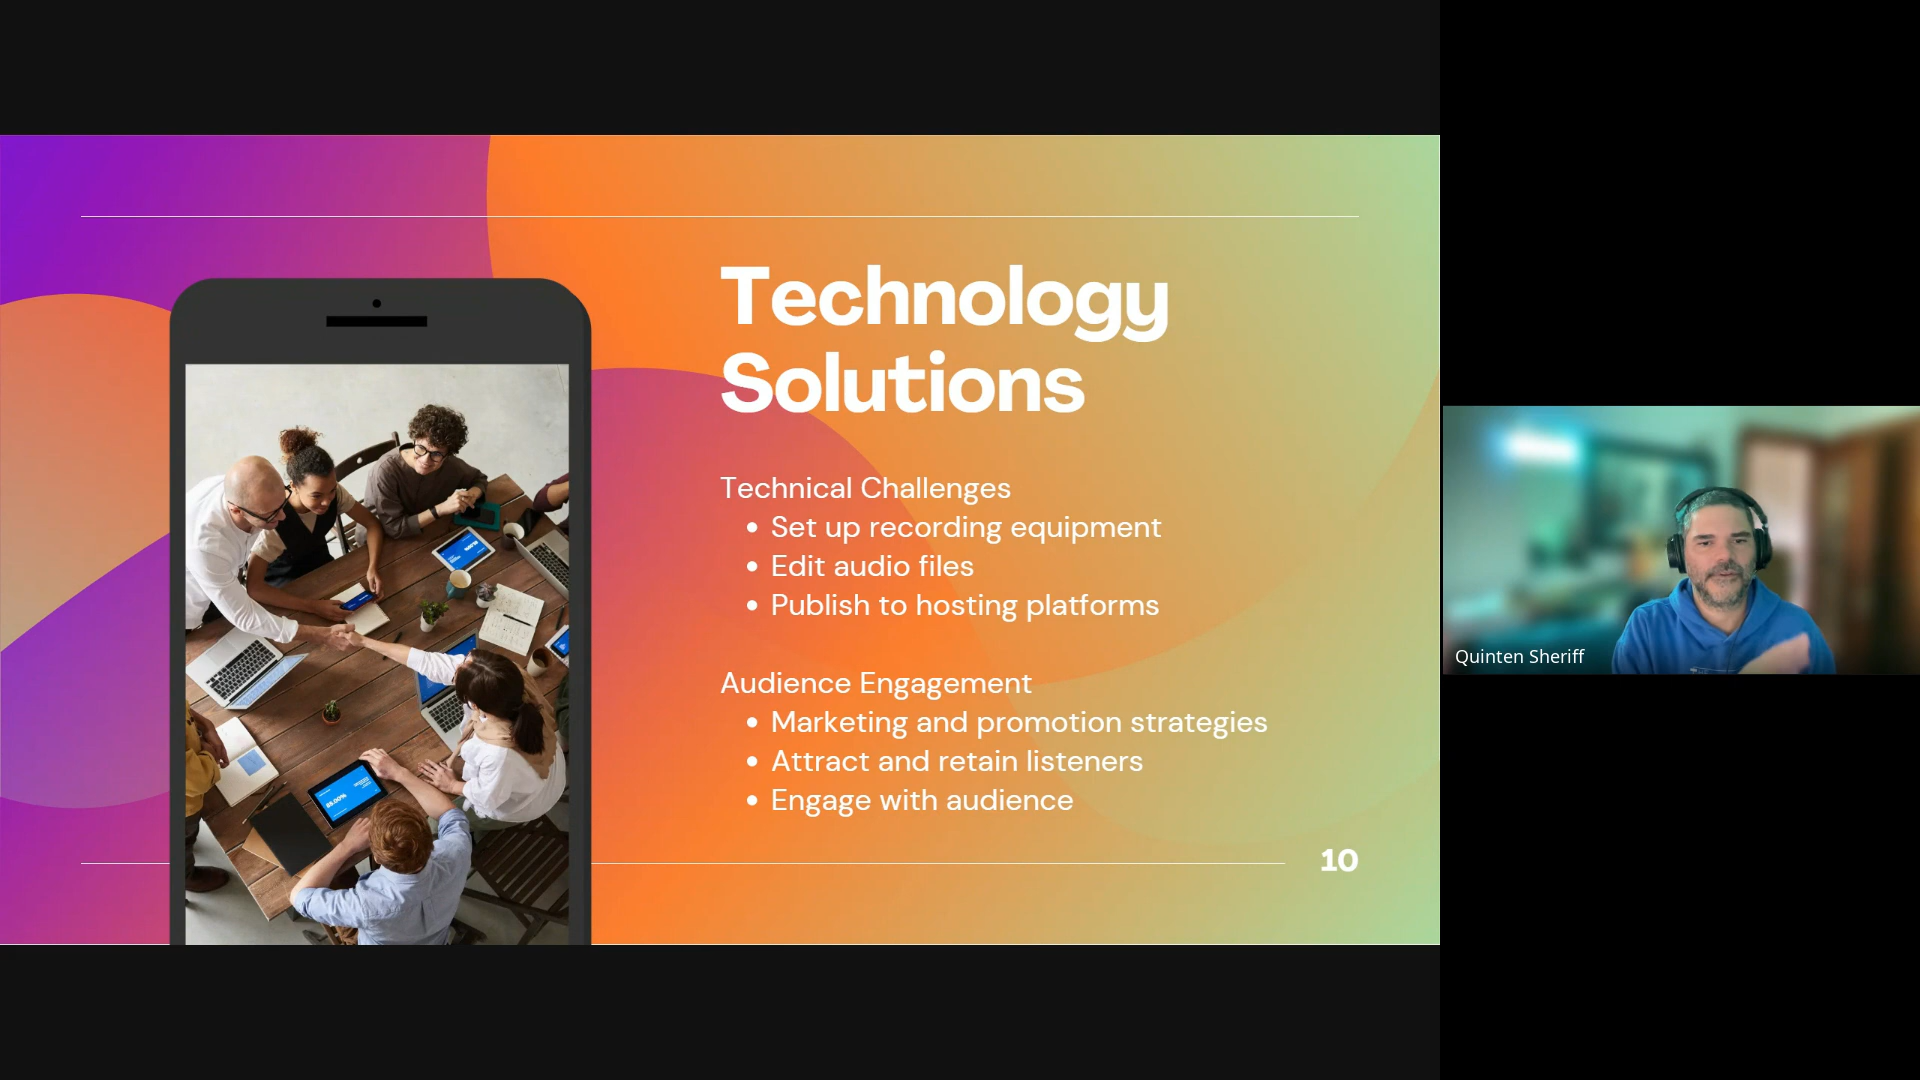 Technology
Solutions
Technical Challenges
• Set up recording equipment
• Edit audio files
• Publish to hosting platforms
Audience Engagement
• Marketing and promotion strategies
• Attract and retain listeners
• Engage with audience
10
Quinten Sheriff